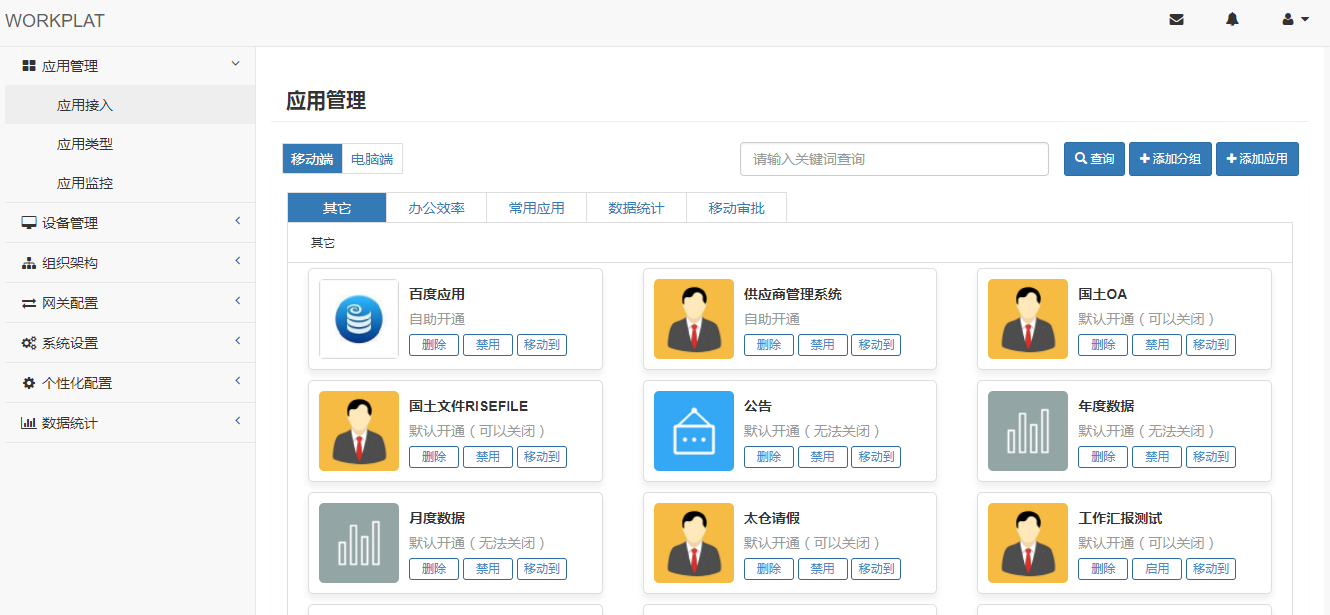 WORKPLAT
应用管理
应用接入
应用类型
应用监控
设备管理
组织架构
网关配置
系统设置
个性化配置
数据统计
应用管理
移动端 电脑端 请输入关键词查询 查询 添加分组 添加应用
其它 办公效率 常用应用 数据统计 移动审批
其它
百度应用
自助开通
删除 禁用 移动到
供应商管理系统
自助开通
删除 禁用 移动到
国土OA
默认开通(可以关闭)
删除 禁用 移动到
国土文件RISEFILE
默认开通(可以关闭)
删除 禁用 移动到
公告
默认开通(无法关闭)
删除 禁用 移动到
年度数据
默认开通(无法关闭)
删除 禁用 移动到
月度数据
默认开通(无法关闭)
删除 禁用 移动到
太仓请假
默认开通(可以关闭)
删除 禁用 移动到
工作汇报测试
默认开通(可以关闭)
删除 启用 移动到